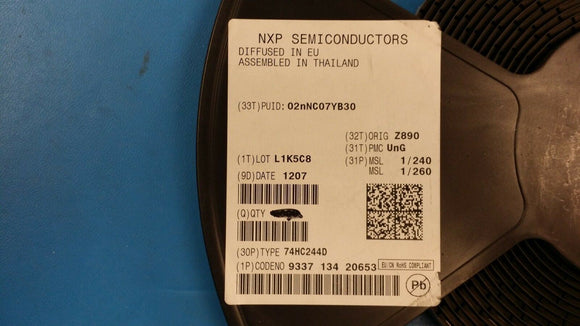 NXP SEMICONDUCTORS
DIFFUSED IN EU
ASSEMBLED IN THAILAND
(33T)PUID: 02nNC07YB30
(32T)ORIG Z890
(31T)PMC UnG
(1T)LOT L1K5C8
(31P)MSL 1/240
(9D)DATE 1207
MSL 1/260
(Q)QTY
(30P)TYPE 74HC244D
(1P)CODENO 9337 134 20653
EU/CN RoHS COMPLIANT
Pb